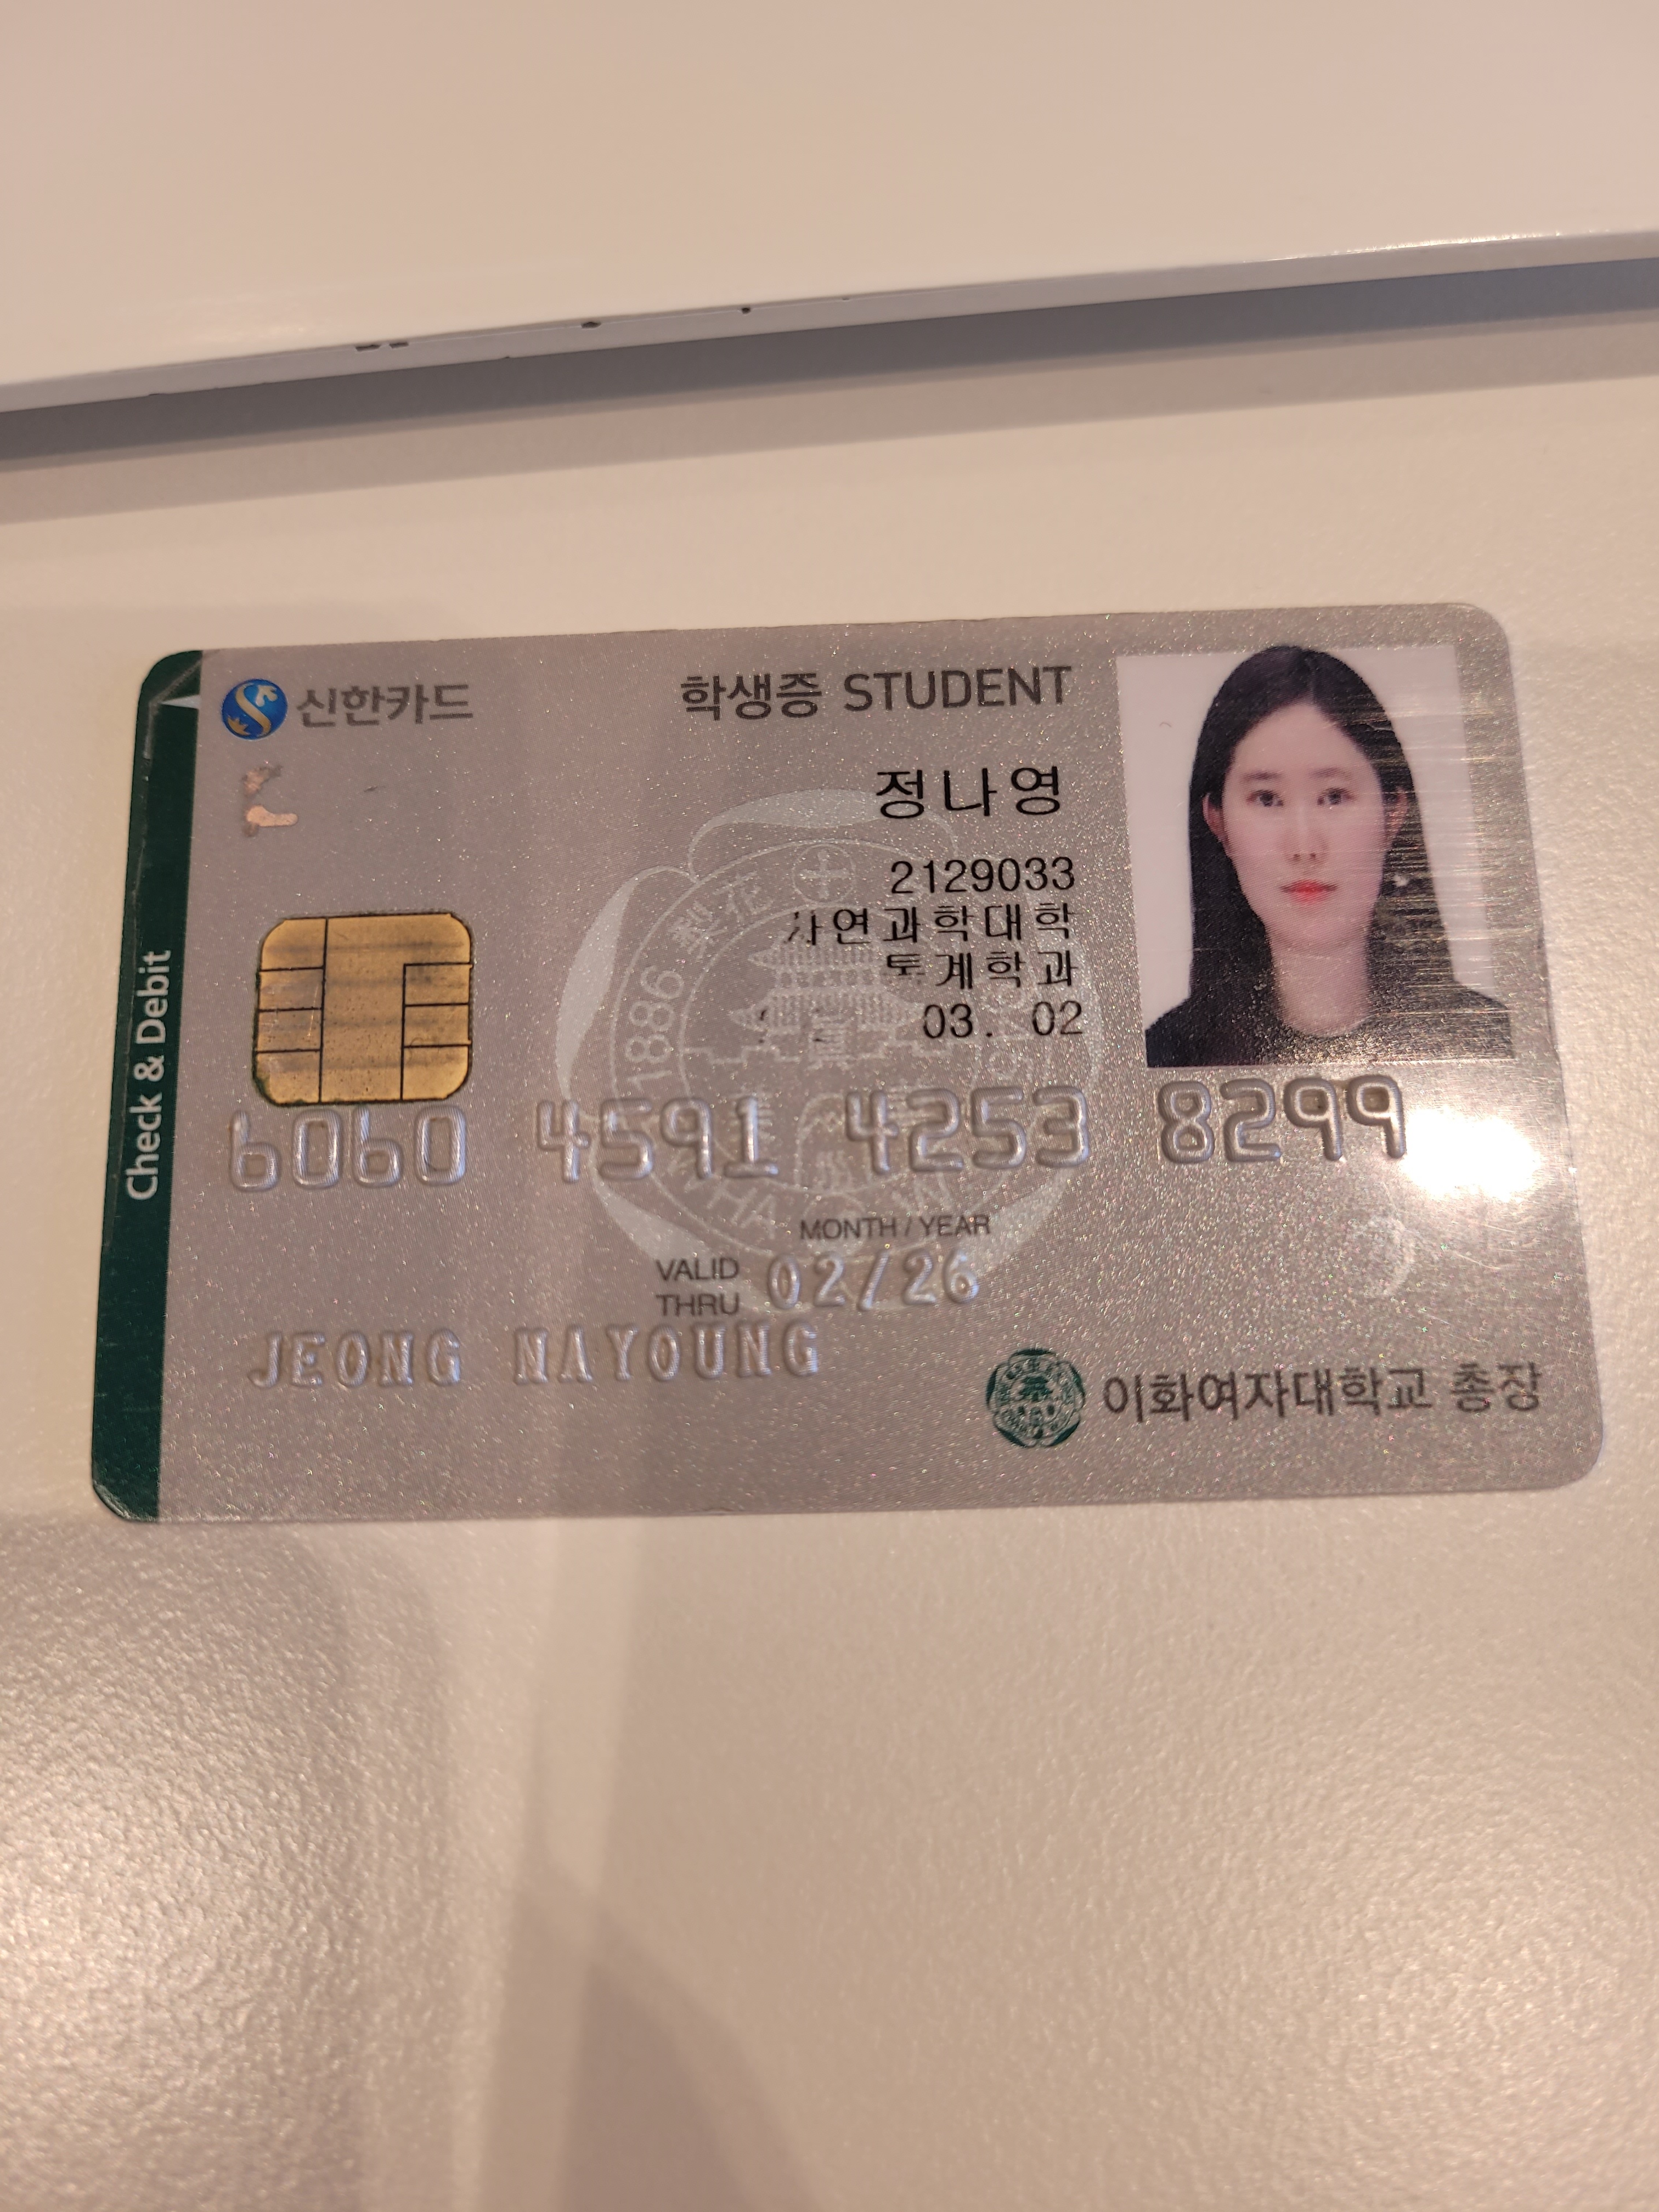 신한카드
학생증 STUDENT
정나영
2129033
연과학대학
통계학과
03. 02
Check & Debit
1886
6060 4591 4253 8299
MONTH / YEAR
VALID THRU 02/26
JEONG NAYOUNG
이화여자대학교 총장